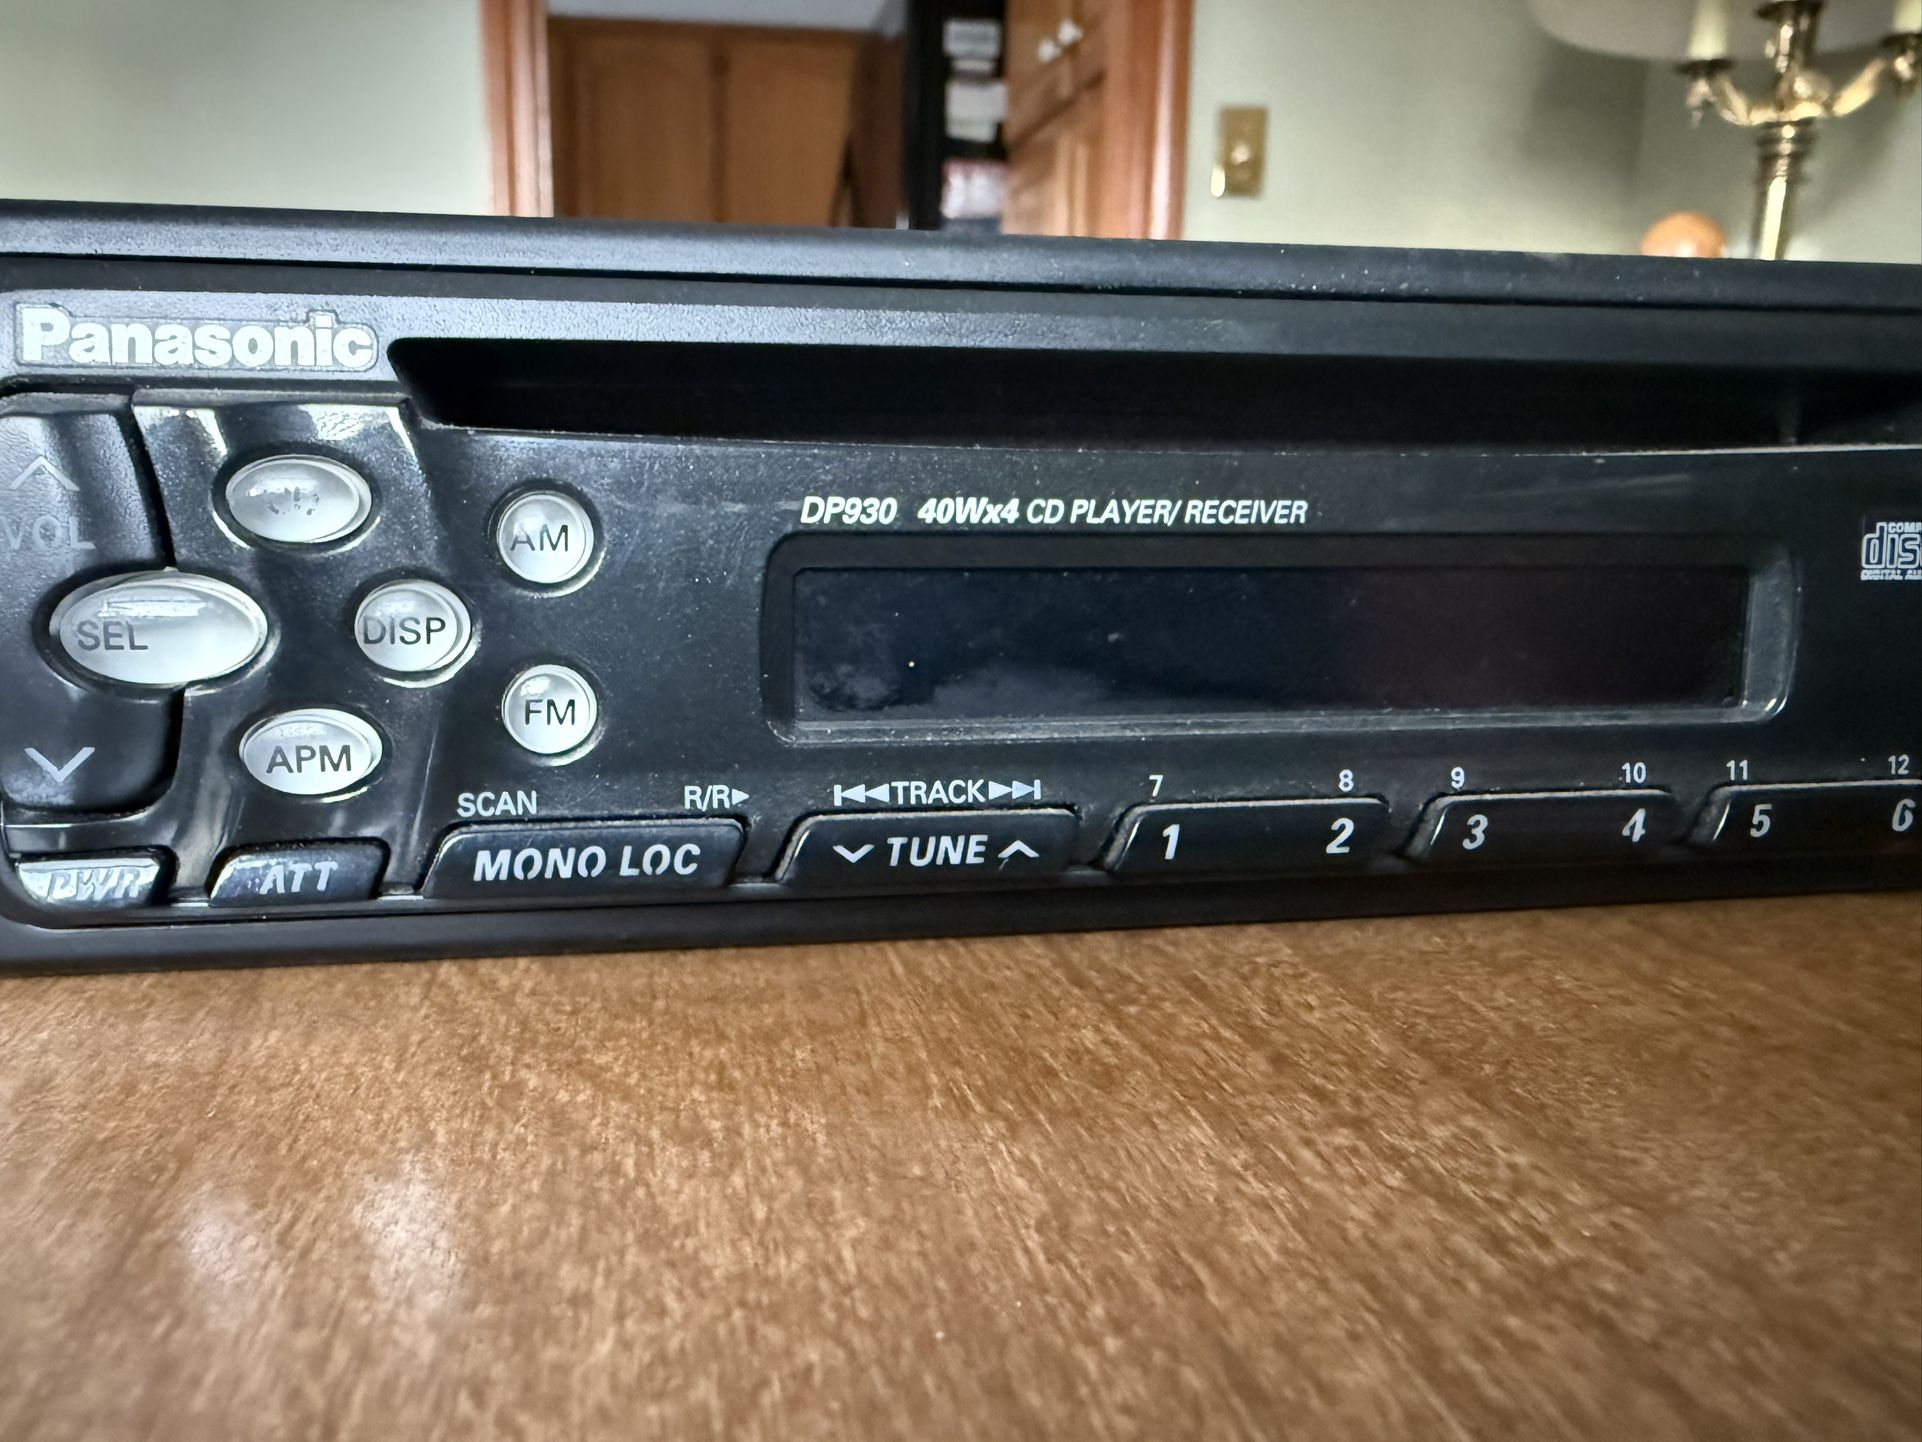 Panasonic
VOL
AM
DP930 40Wx4 CD PLAYER/ RECEIVER
SEL
DISP
FM
APM
SCAN
R/R
TRACK
7
8
9
10
11
12
PWR
ATT
MONO LOC
TUNE
1
2
3
4
5
6